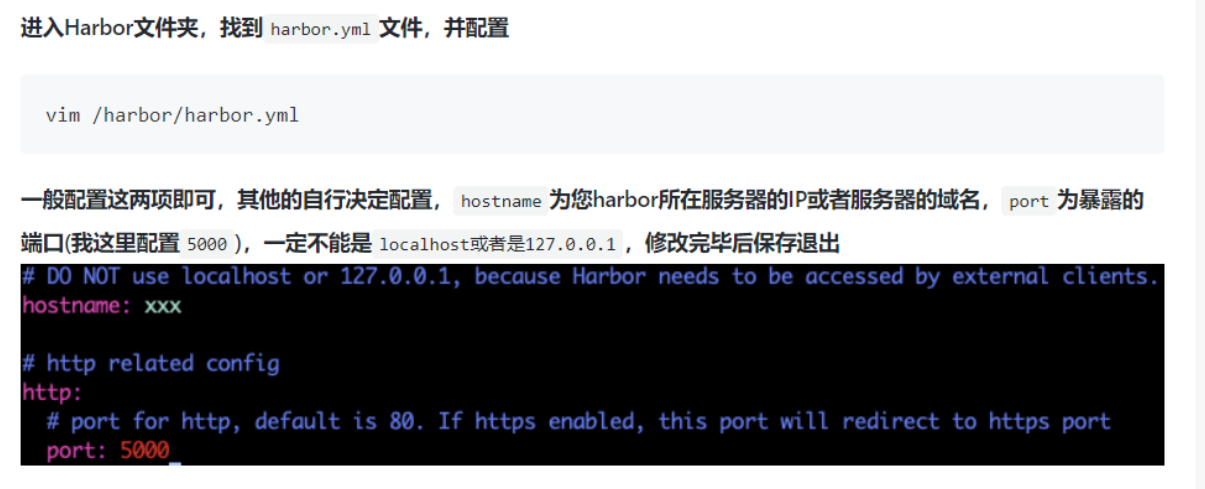 进入Harbor文件夹，找到 harbor.yml 文件，并配置
vim /harbor/harbor.yml
一般配置这两项即可，其他的自行决定配置， hostname 为您harbor所在服务器的IP或者服务器的域名， port 为暴露的
端口(我这里配置 5000 )，一定不能是 localhost或者是127.0.0.1 ，修改完毕后保存退出
# DO NOT use localhost or 127.0.0.1, because Harbor needs to be accessed by external clients.
hostname: xxx
# http related config
http:
  # port for http, default is 80. If https enabled, this port will redirect to https port
  port: 5000